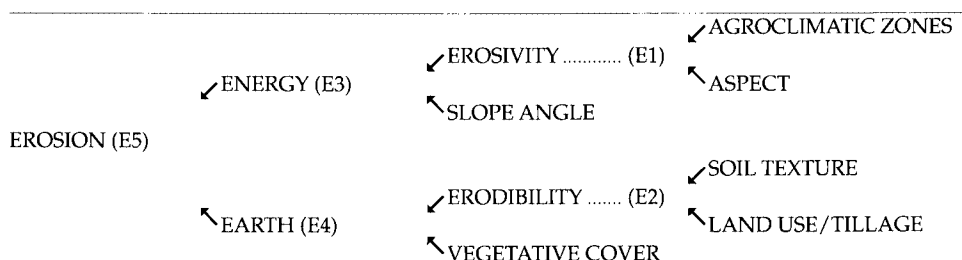 AGROCLIMATIC ZONES
EROSIVITY ............ (E1)
ENERGY (E3)
ASPECT
SLOPE ANGLE
EROSION (E5)
SOIL TEXTURE
ERODIBILITY ....... (E2)
EARTH (E4)
LAND USE/TILLAGE
VEGETATIVE COVER